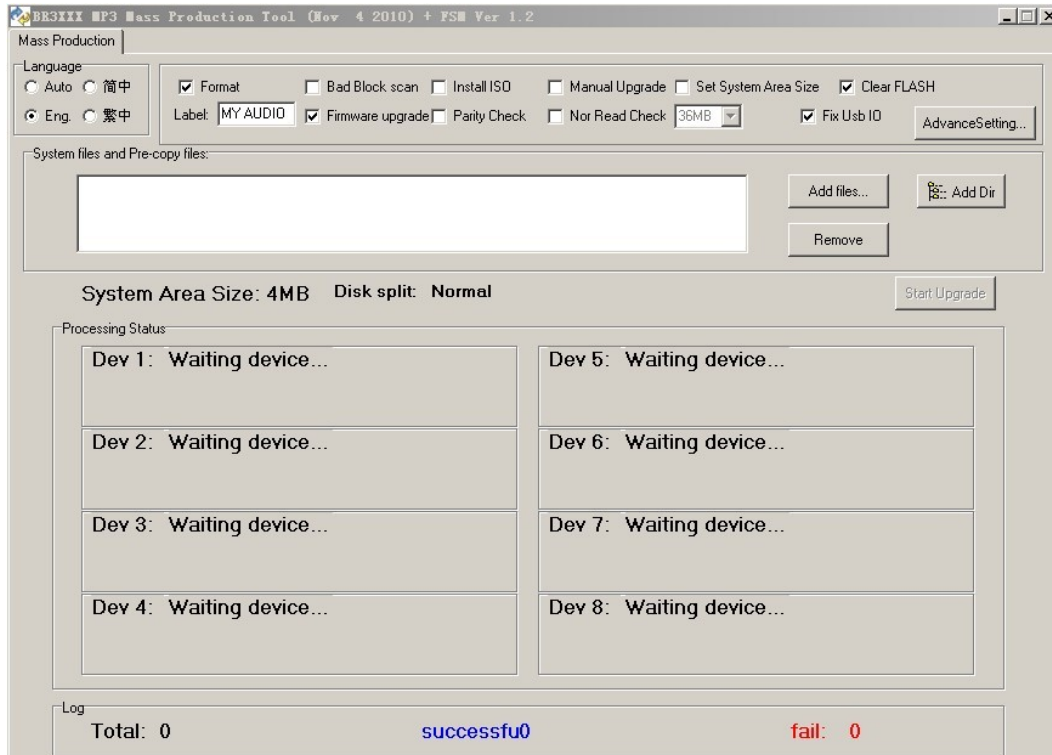 BR3XXX MP3 Mass Production Tool (Nov 4 2010) + FSM Ver 1.2
Mass Production
Language
Auto 简中
Eng. 繁中
Format Bad Block scan Install ISO Manual Upgrade Set System Area Size Clear FLASH
Label: MY AUDIO Firmware upgrade Parity Check Nor Read Check 36MB Fix Usb IO AdvanceSetting...
System files and Pre-copy files:
Add files... Add Dir
Remove
System Area Size: 4MB Disk split: Normal Start Upgrade
Processing Status
Dev 1: Waiting device... Dev 5: Waiting device...
Dev 2: Waiting device... Dev 6: Waiting device...
Dev 3: Waiting device... Dev 7: Waiting device...
Dev 4: Waiting device... Dev 8: Waiting device...
Log
Total: 0 successfu0 fail: 0